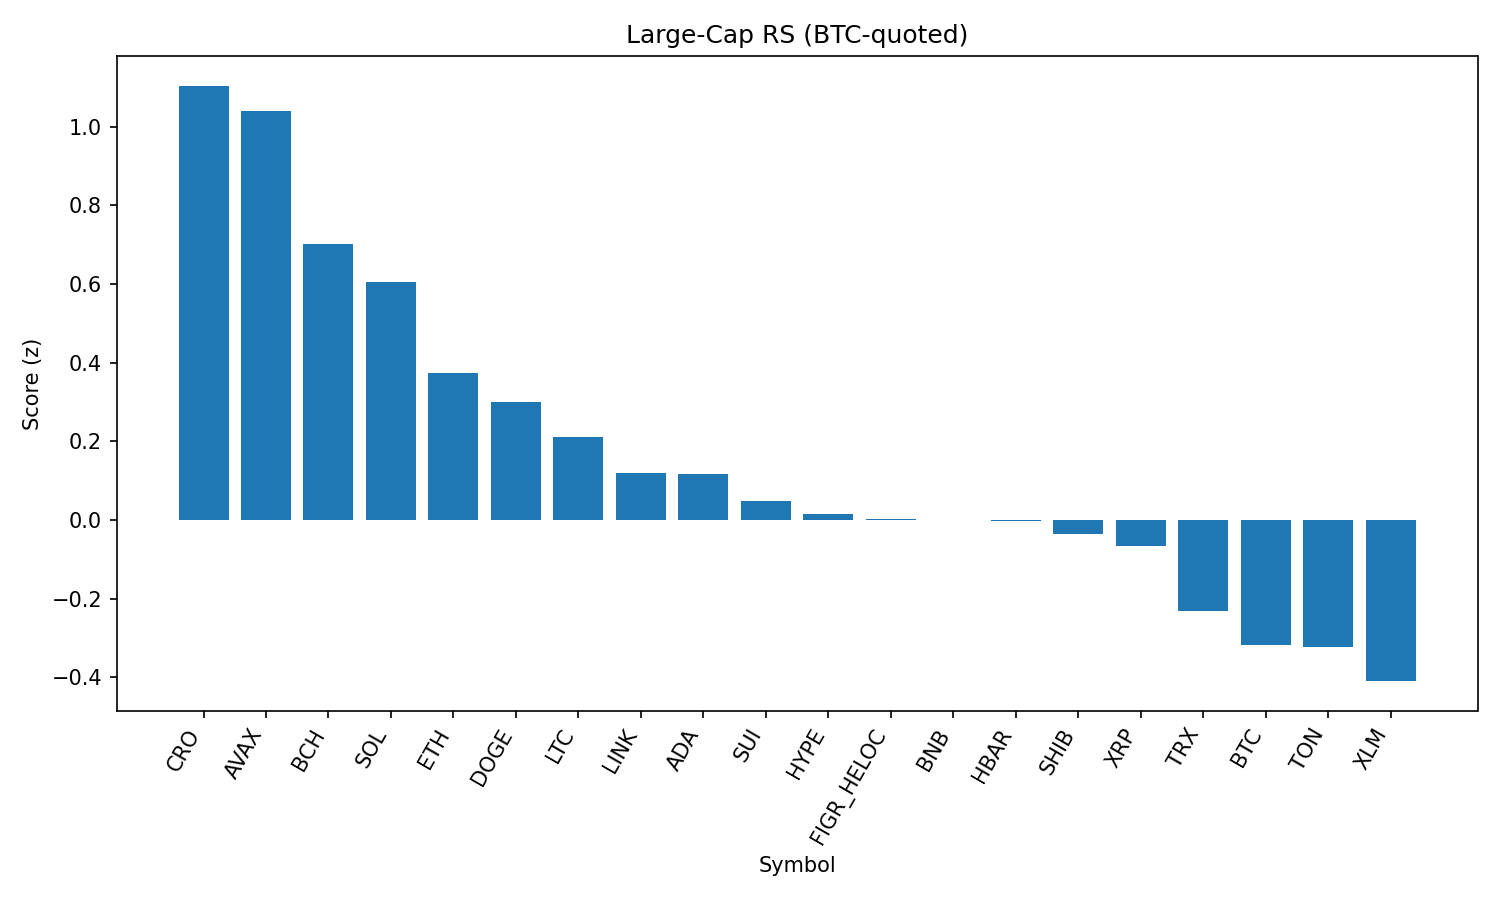 Large-Cap RS (BTC-quoted)
Score (z)
1.0
0.8
0.6
0.4
0.2
0.0
−0.2
−0.4
CRO
AVAX
BCH
SOL
ETH
DOGE
LTC
LINK
ADA
SUI
HYPE
FIGR_HELOC
BNB
HBAR
SHIB
XRP
TRX
BTC
TON
XLM
Symbol